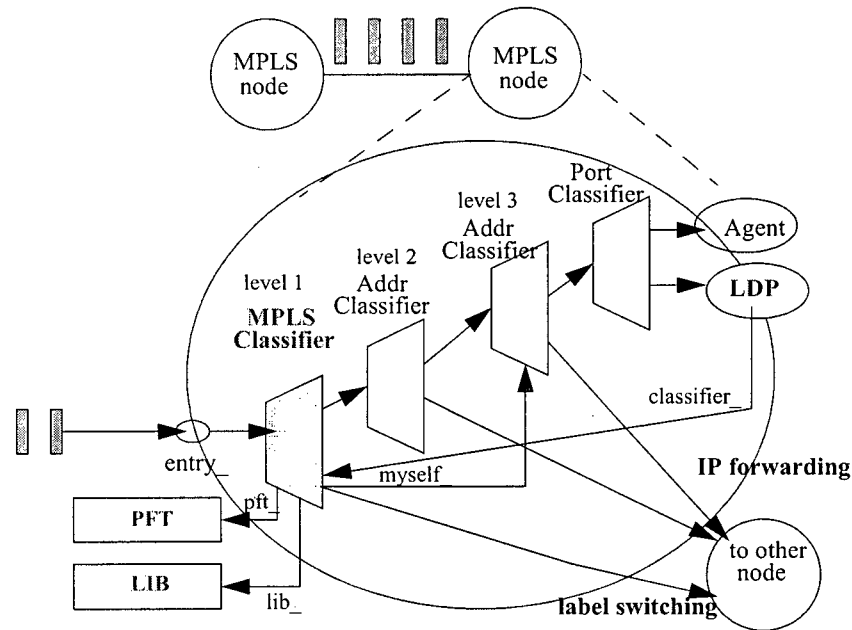 MPLS
node
MPLS
node
Port
Classifier
level 3
Addr
Classifier
Agent
level 2
Addr
Classifier
level 1
MPLS
Classifier
LDP
classifier_
entry_
myself_
IP forwarding
pft_
PFT
LIB
lib_
to other
node
label switching